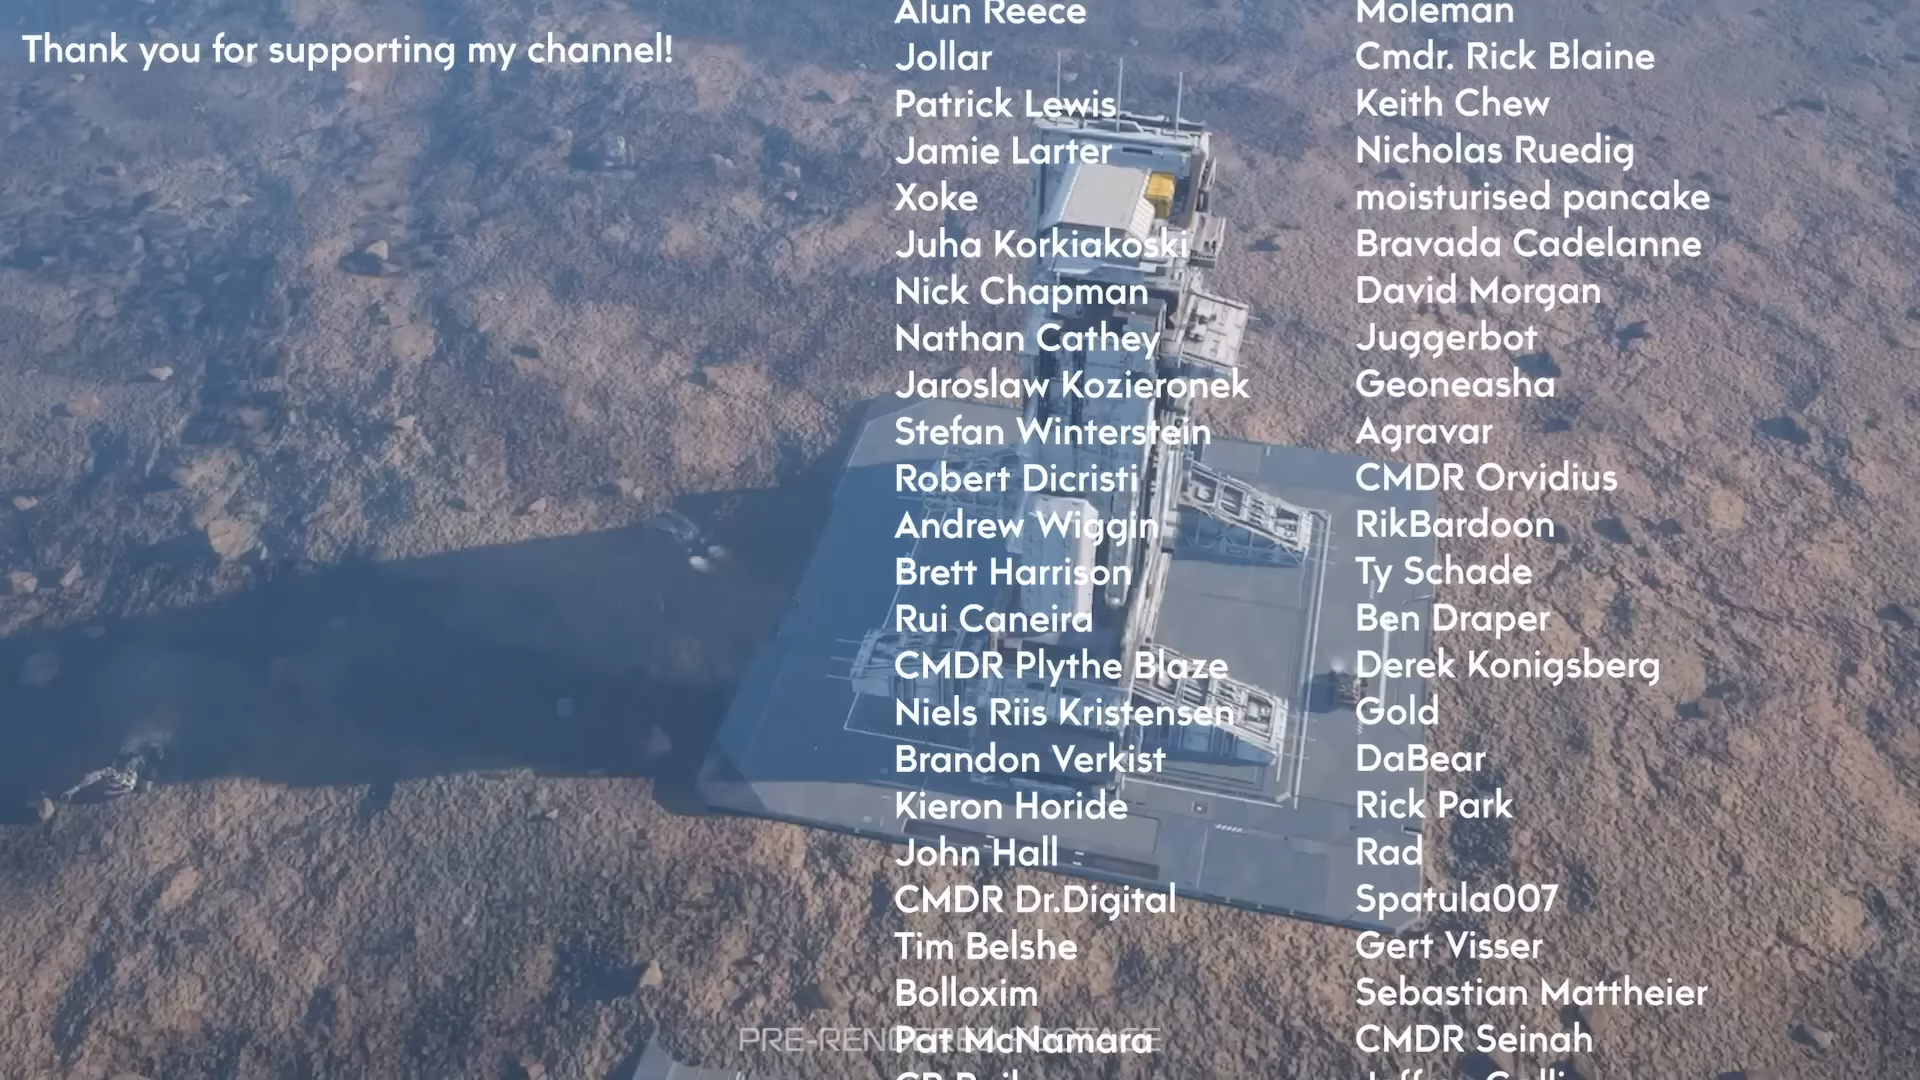 Thank you for supporting my channel!
Alun Reece
Jollar
Patrick Lewis
Jamie Larter
Xoke
Juha Korkiakoski
Nick Chapman
Nathan Cathey
Jaroslaw Kozieronek
Stefan Winterstein
Robert Dicristi
Andrew Wiggin
Brett Harrison
Rui Caneira
CMDR Plythe Blaze
Niels Riis Kristensen
Brandon Verkist
Kieron Horide
John Hall
CMDR Dr.Digital
Tim Belshe
Bolloxim
Pat McNamara
Moleman
Cmdr. Rick Blaine
Keith Chew
Nicholas Ruedig
moisturised pancake
Bravada Cadelanne
David Morgan
Juggerbot
Geoneasha
Agravar
CMDR Orvidius
RikBardoon
Ty Schade
Ben Draper
Derek Konigsberg
Gold
DaBear
Rick Park
Rad
Spatula007
Gert Visser
Sebastian Mattheier
CMDR Seinah
PRE-RENDERED FOOTAGE